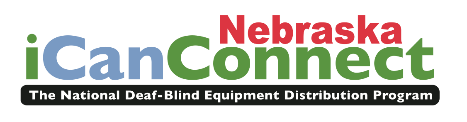 Nebraska
iCanConnect
The National Deaf-Blind Equipment Distribution Program